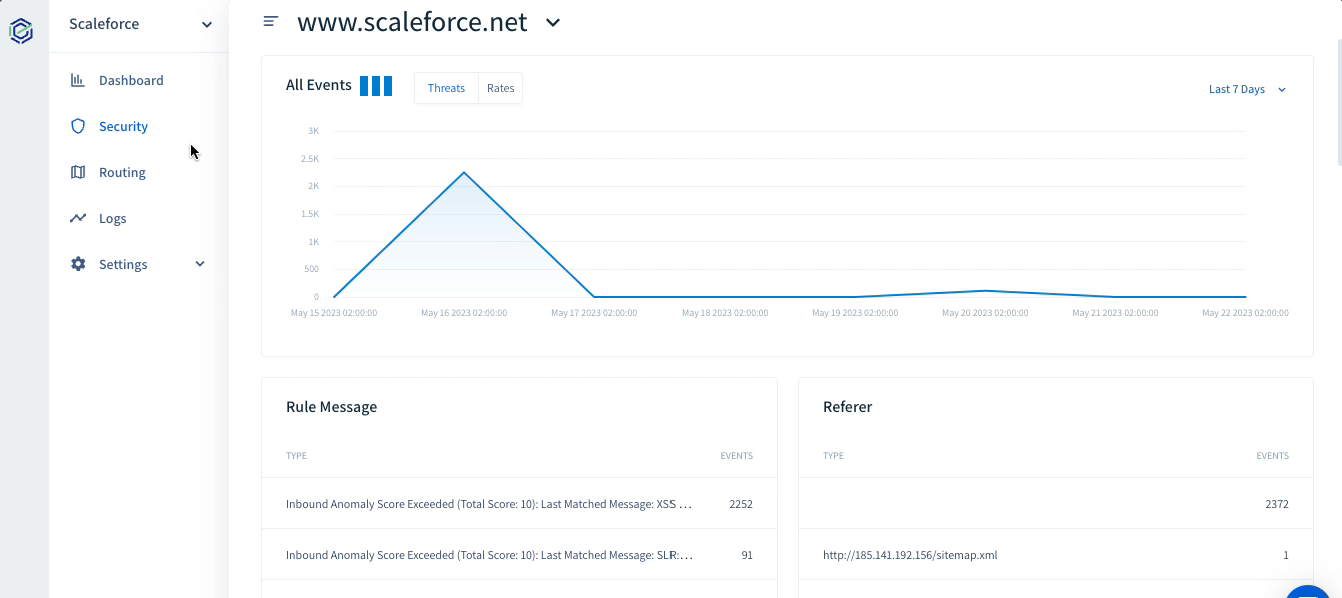 Scaleforce
Dashboard
Security
Routing
Logs
Settings
www.scaleforce.net
All Events
Threats
Rates
Last 7 Days
3K
2.5K
2K
1.5K
1K
500
0
May 15 2023 02:00:00 May 16 2023 02:00:00 May 17 2023 02:00:00 May 18 2023 02:00:00 May 19 2023 02:00:00 May 20 2023 02:00:00 May 21 2023 02:00:00 May 22 2023 02:00:00
Rule Message
TYPE EVENTS
Inbound Anomaly Score Exceeded (Total Score: 10): Last Matched Message: XSS ... 2252
Inbound Anomaly Score Exceeded (Total Score: 10): Last Matched Message: SLR:... 91
Referer
TYPE EVENTS
2372
http://185.141.192.156/sitemap.xml 1